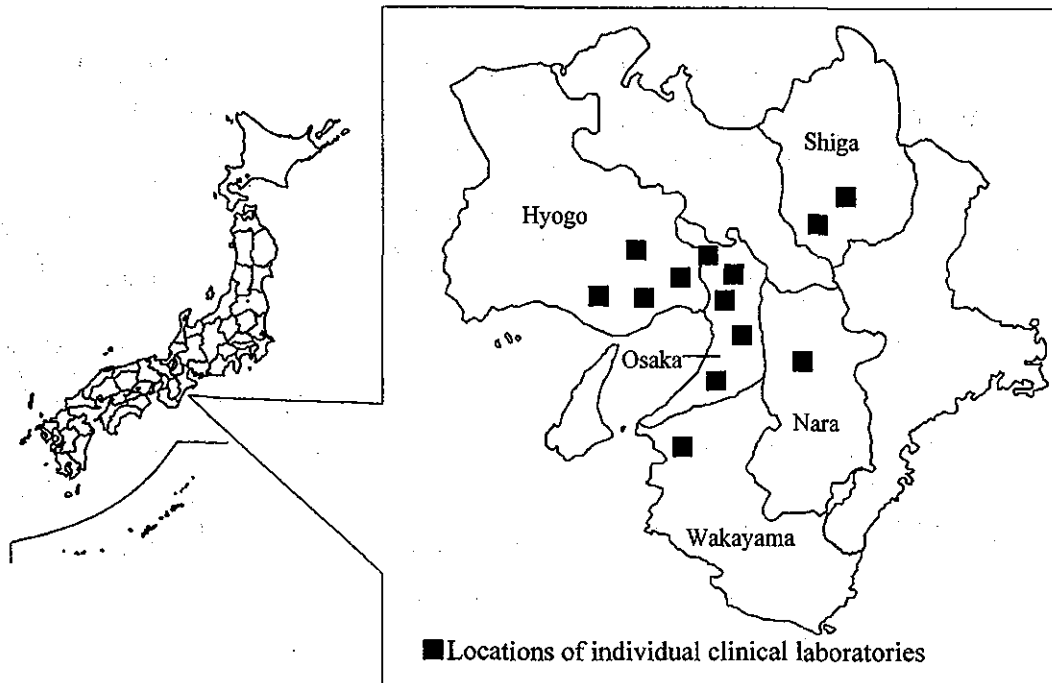 Shiga
Hyogo
Osaka
Nara
Wakayama
■Locations of individual clinical laboratories